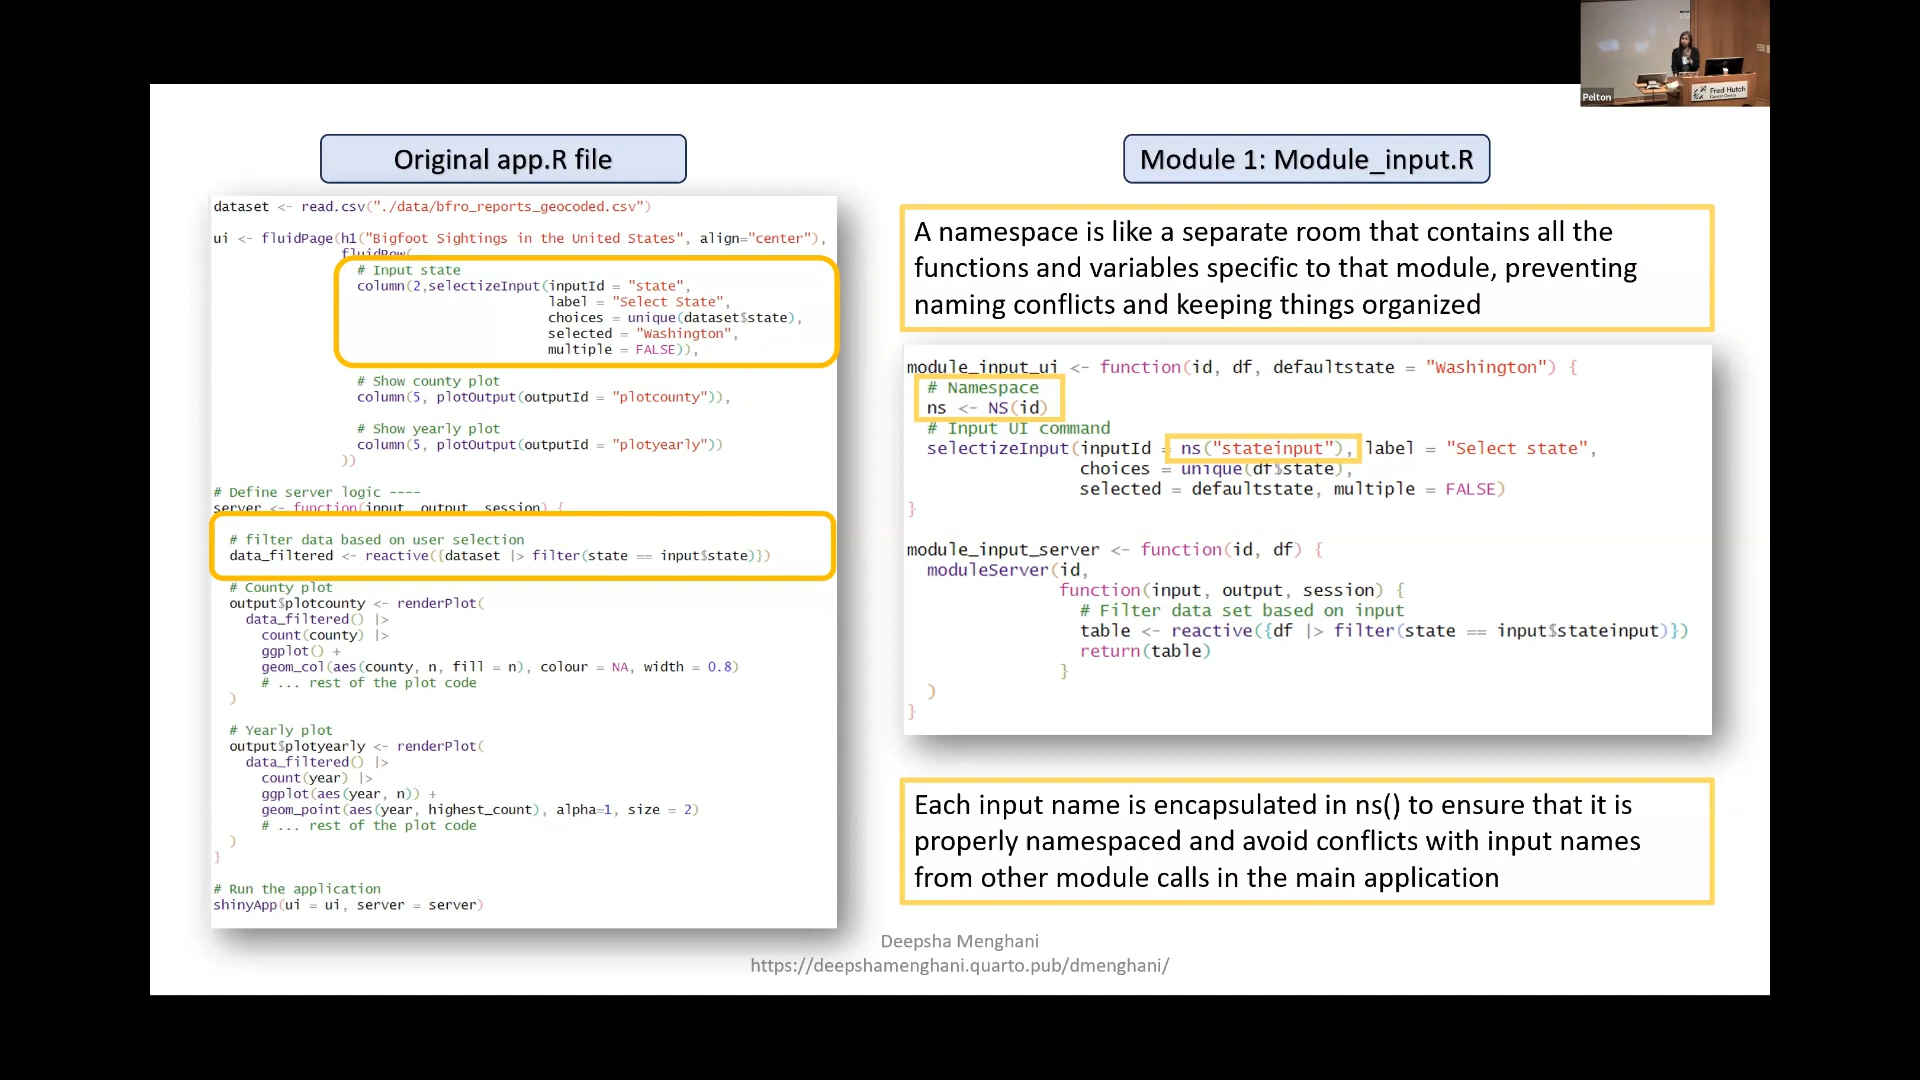 Pelton
Fred Hutch
Cancer Center
Original app.R file
dataset <- read.csv("./data/bfro_reports_geocoded.csv")
ui <- fluidPage(h1("Bigfoot Sightings in the United States", align="center"),
fluidRow(
# Input state
column(2,selectizeInput(inputId = "state",
label = "Select State",
choices = unique(dataset$state),
selected = "Washington",
multiple = FALSE)),
# Show county plot
column(5, plotOutput(outputId = "plotcounty")),
# Show yearly plot
column(5, plotOutput(outputId = "plotyearly"))
))
# Define server logic ----
server <- function(input, output, session) {
# filter data based on user selection
data_filtered <- reactive({dataset |> filter(state == input$state)})
# County plot
output$plotcounty <- renderPlot(
data_filtered() |>
count(county) |>
ggplot() +
geom_col(aes(county, n, fill = n), colour = NA, width = 0.8)
# ... rest of the plot code
)
# Yearly plot
output$plotyearly <- renderPlot(
data_filtered() |>
count(year) |>
ggplot(aes(year, n)) +
geom_point(aes(year, highest_count), alpha=1, size = 2)
# ... rest of the plot code
)
}
# Run the application
shinyApp(ui = ui, server = server)
Module 1: Module_input.R
A namespace is like a separate room that contains all the
functions and variables specific to that module, preventing
naming conflicts and keeping things organized
module_input_ui <- function(id, df, defaultstate = "Washington") {
# Namespace
ns <- NS(id)
# Input UI command
selectizeInput(inputId = ns("stateinput"), label = "Select state",
choices = unique(df$state),
selected = defaultstate, multiple = FALSE)
}
module_input_server <- function(id, df) {
moduleServer(id,
function(input, output, session) {
# Filter data set based on input
table <- reactive({df |> filter(state == input$stateinput)})
return(table)
}
)
}
Each input name is encapsulated in ns() to ensure that it is
properly namespaced and avoid conflicts with input names
from other module calls in the main application
Deepsha Menghani
https://deepshamenghani.quarto.pub/dmenghani/